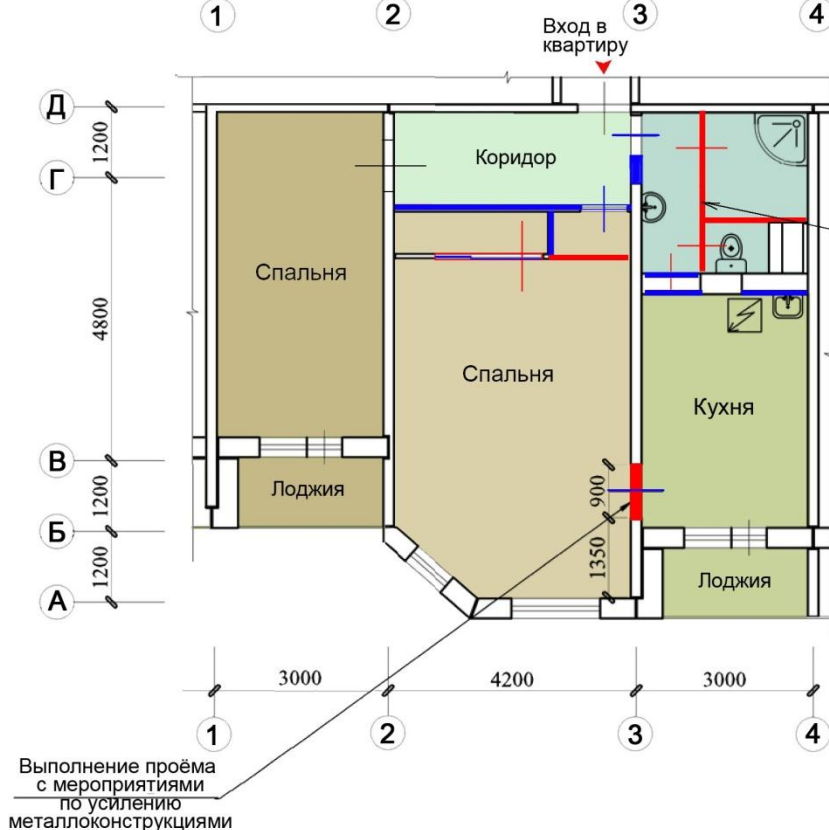 1
2
3
4
Вход в
квартиру
Д
1200
Г
Коридор
Спальня
4800
Спальня
Кухня
В
900
Лоджия
1200
Б
1350
1200
Лоджия
А
3000
4200
3000
1
2
3
4
Выполнение проёма
с мероприятиями
по усилению
металлоконструкциями